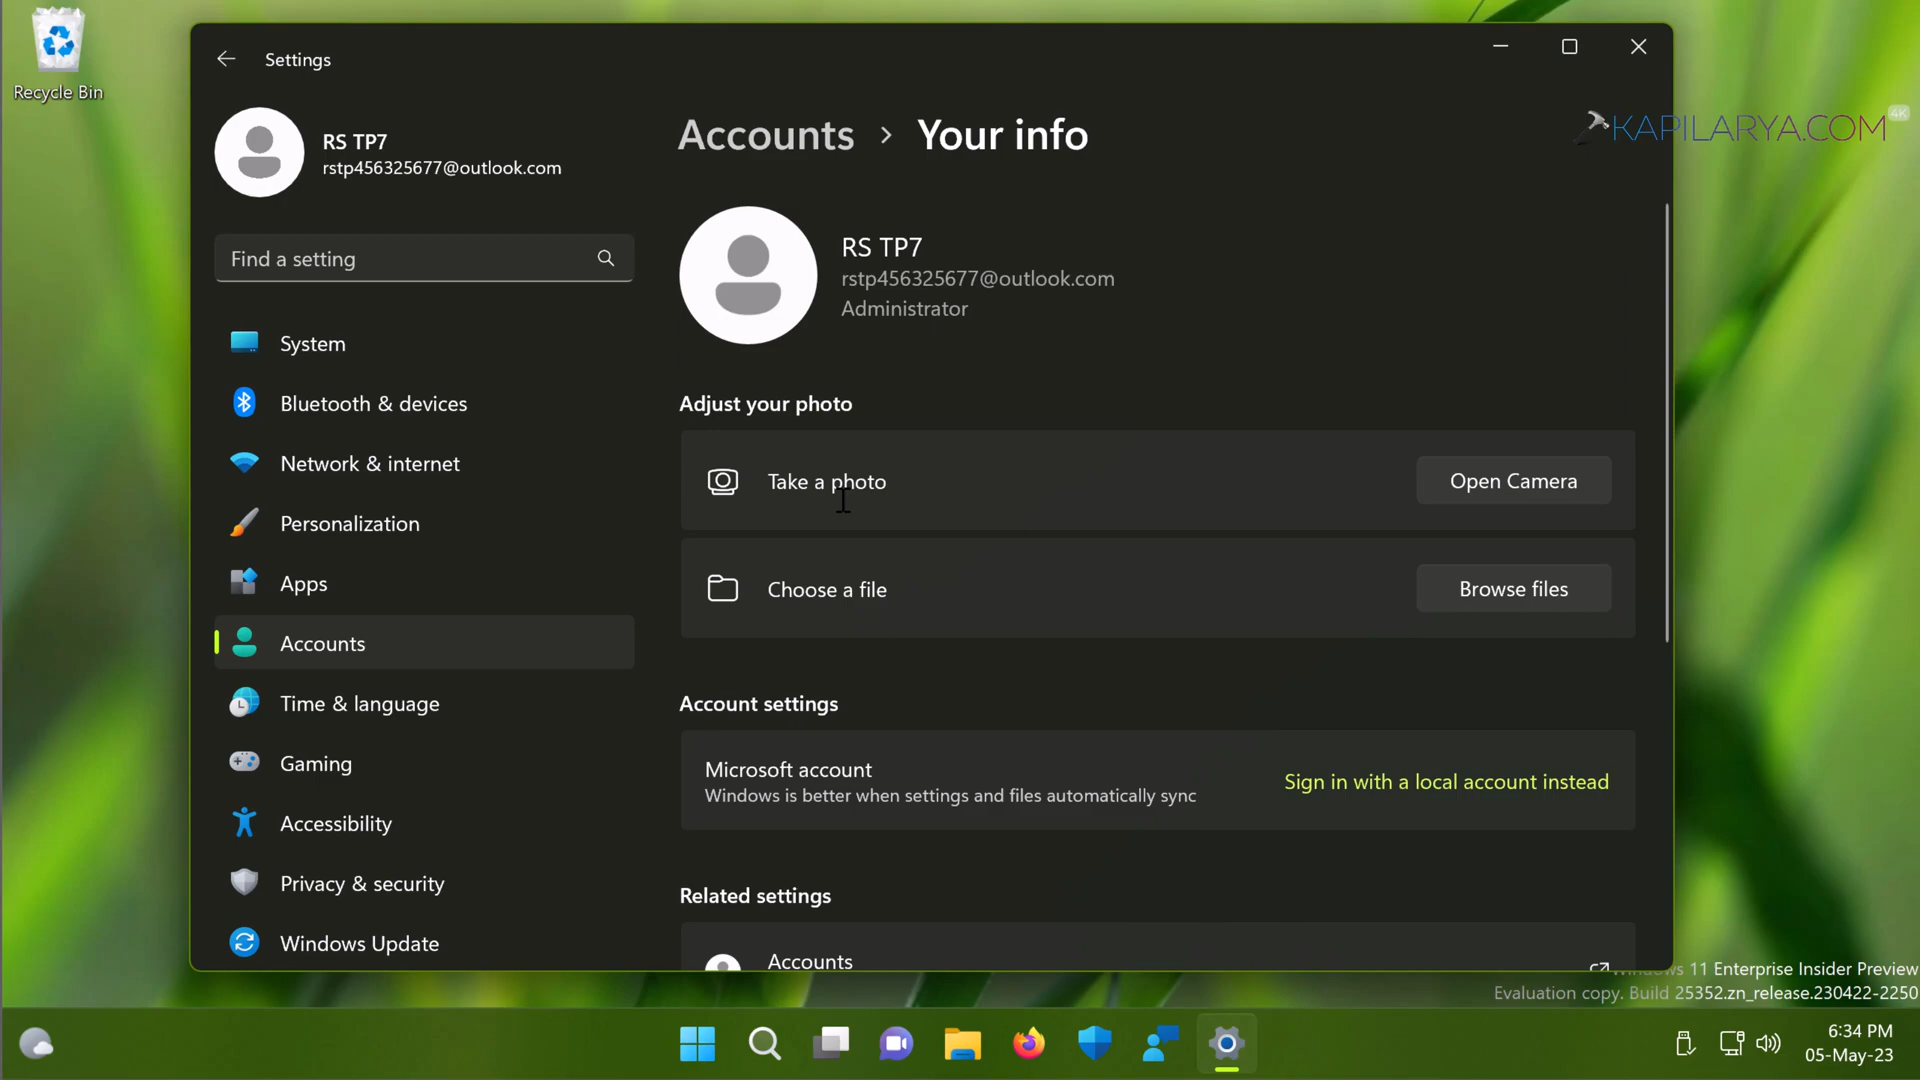 Recycle Bin
Settings
RS TP7
rstp456325677@outlook.com
Find a setting
System
Bluetooth & devices
Network & internet
Personalization
Apps
Accounts
Time & language
Gaming
Accessibility
Privacy & security
Windows Update
Accounts > Your info
4K
KAPILARYA.COM
RS TP7
rstp456325677@outlook.com
Administrator
Adjust your photo
Take a photo
Open Camera
Choose a file
Browse files
Account settings
Microsoft account
Windows is better when settings and files automatically sync
Sign in with a local account instead
Related settings
Accounts
Windows 11 Enterprise Insider Preview
Evaluation copy. Build 25352.zn_release.230422-2250
6:34 PM
05-May-23